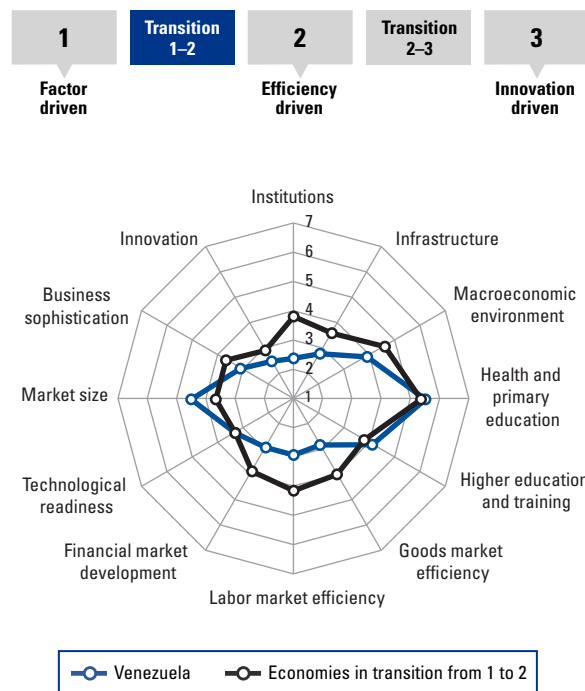 1
Transition
1–2
2
Transition
2–3
3
Factor
driven
Efficiency
driven
Innovation
driven
Institutions
Infrastructure
Macroeconomic
environment
Health and
primary
education
Higher education
and training
Goods market
efficiency
Labor market efficiency
Financial market
development
Technological
readiness
Market size
Business
sophistication
Innovation
7
6
5
4
3
2
1
Venezuela
Economies in transition from 1 to 2